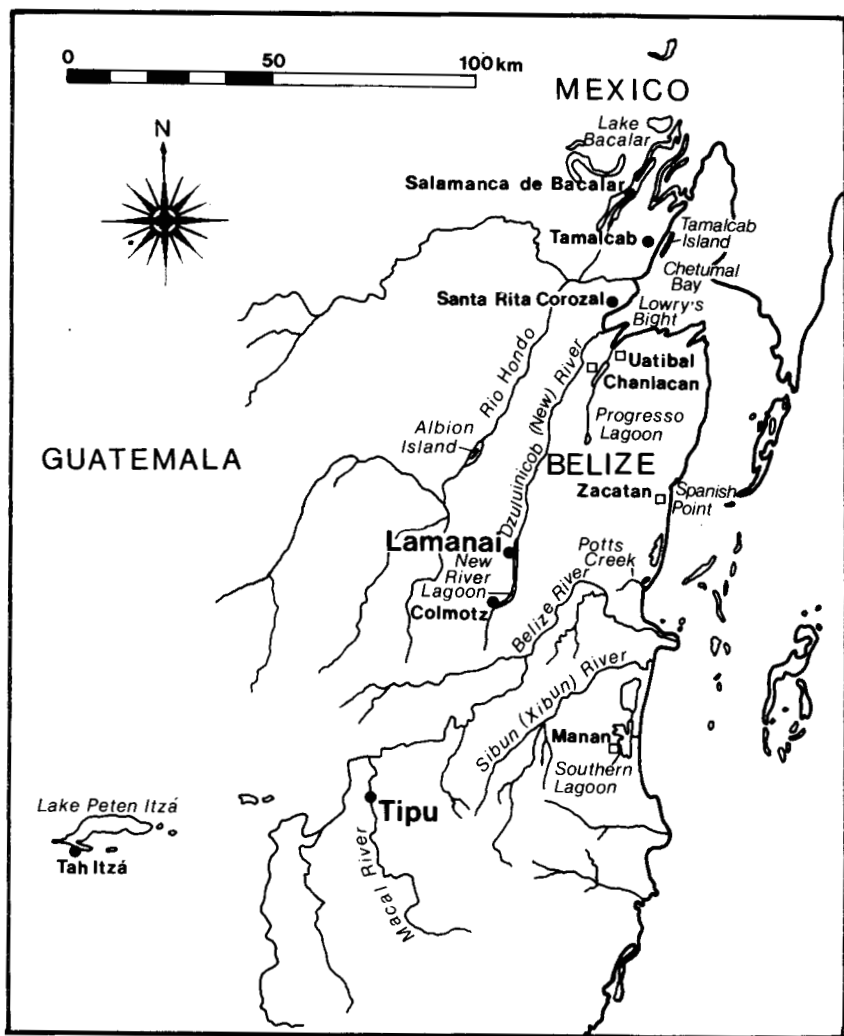 0 50 100 km
MEXICO
N
Lake
Bacalar
Salamanca de Bacalar
Tamalcab
Tamalcab
Island
Chetumal
Bay
Santa Rita Corozal
Lowry's
Bight
Uatibal
Chanlacan
Rio Hondo
Dzuluinicob (New) River
Progresso
Lagoon
Albion
Island
GUATEMALA
BELIZE
Zacatan
Spanish
Point
Lamanai
New
River
Lagoon
Potts
Creek
Colmotz
Belize River
Sibun (Xibun) River
Manan
Southern
Lagoon
Lake Peten Itzá
Tipu
Tah Itzá
Macal River